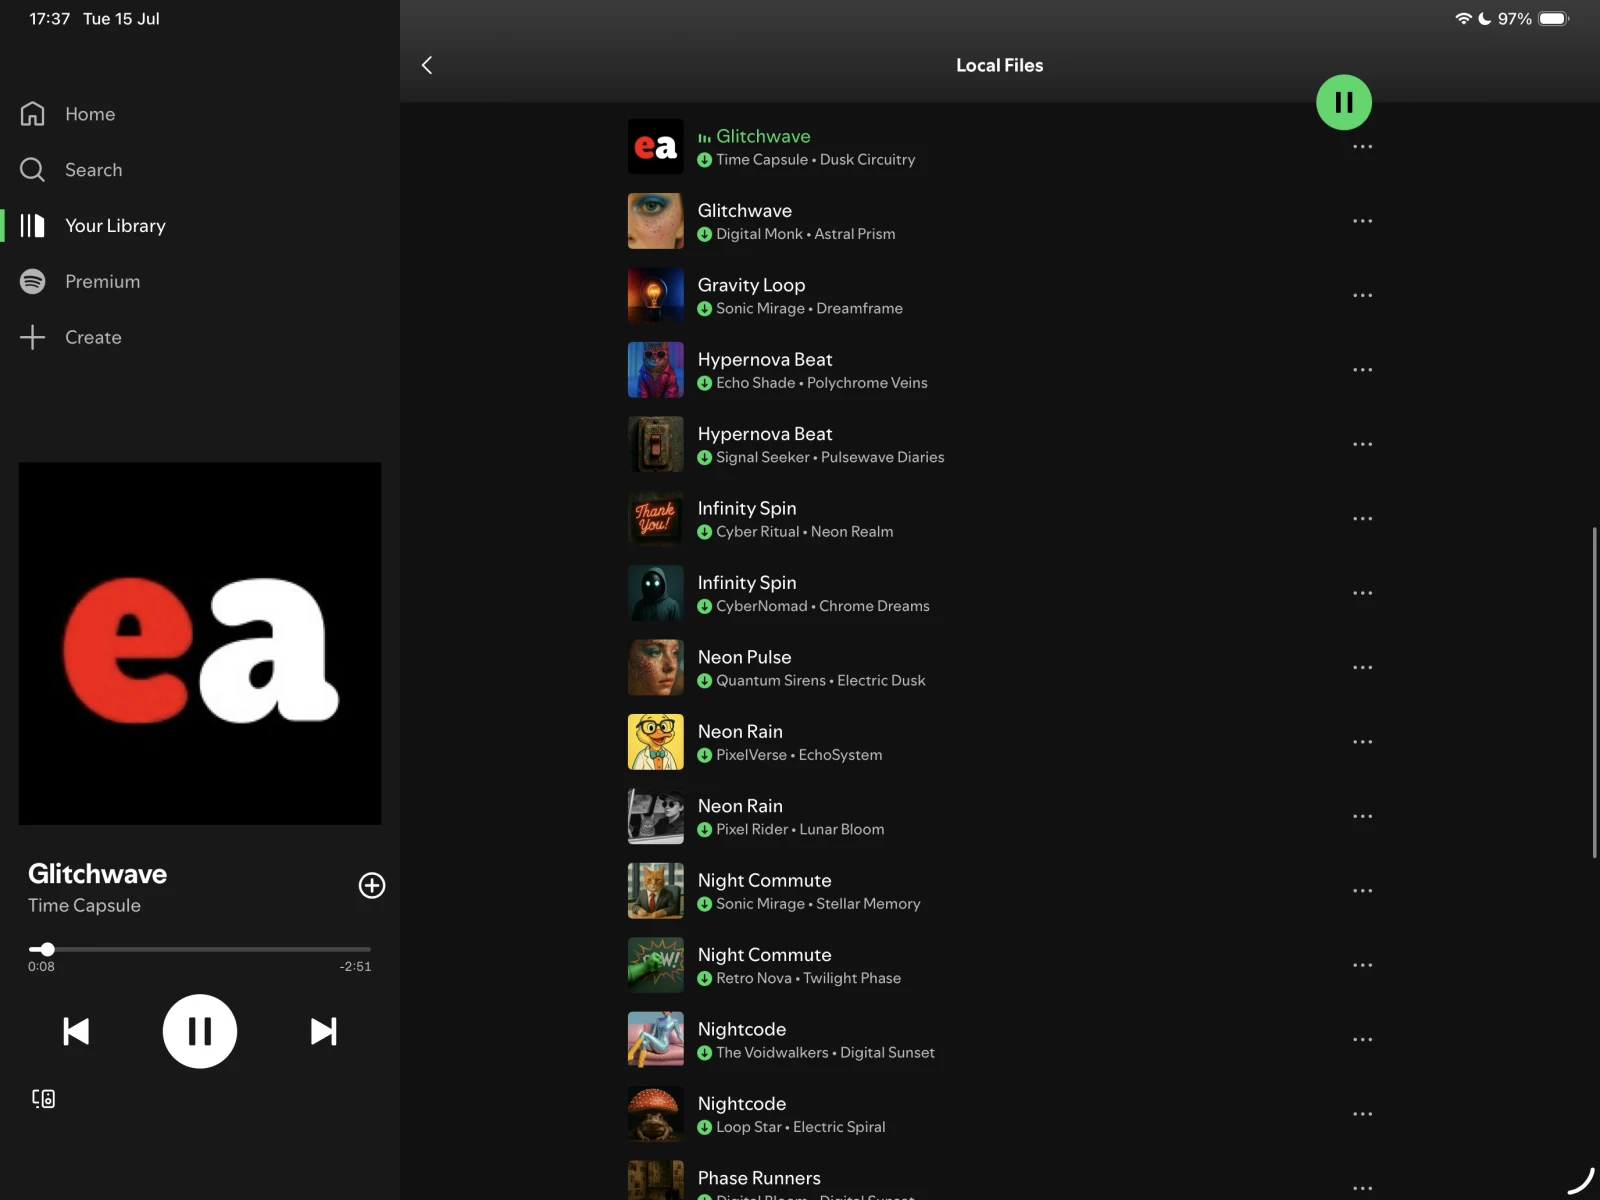 17:37 Tue 15 Jul
97%
Home
Search
Your Library
Premium
Create
ea
Glitchwave
Time Capsule
0:08
-2:51
Local Files
ea
Glitchwave
Time Capsule • Dusk Circuitry
Glitchwave
Digital Monk • Astral Prism
Gravity Loop
Sonic Mirage • Dreamframe
Hypernova Beat
Echo Shade • Polychrome Veins
Hypernova Beat
Signal Seeker • Pulsewave Diaries
Thank
You!
Infinity Spin
Cyber Ritual • Neon Realm
Infinity Spin
CyberNomad • Chrome Dreams
Neon Pulse
Quantum Sirens • Electric Dusk
Neon Rain
PixelVerse • EchoSystem
Neon Rain
Pixel Rider • Lunar Bloom
Night Commute
Sonic Mirage • Stellar Memory
Night Commute
Retro Nova • Twilight Phase
Nightcode
The Voidwalkers • Digital Sunset
Nightcode
Loop Star • Electric Spiral
Phase Runners
Digital Bloom • Digital Sunset